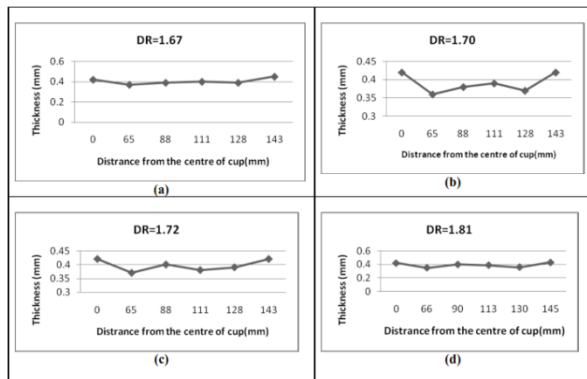 DR=1.67
Thickness (mm)
0.6
0.4
0.2
0
0 65 88 111 128 143
Distrance from the centre of cup(mm)
(a)
DR=1.70
Thickness (mm)
0.45
0.4
0.35
0.3
0 65 88 111 128 143
Distrance from the centre of cup(mm)
(b)
DR=1.72
Thickness (mm)
0.45
0.4
0.35
0.3
0 65 88 111 128 143
Distrance from the centre of cup(mm)
(c)
DR=1.81
Thickness (mm)
0.6
0.4
0.2
0
0 66 90 113 130 145
Distrance from the centre of cup(mm)
(d)